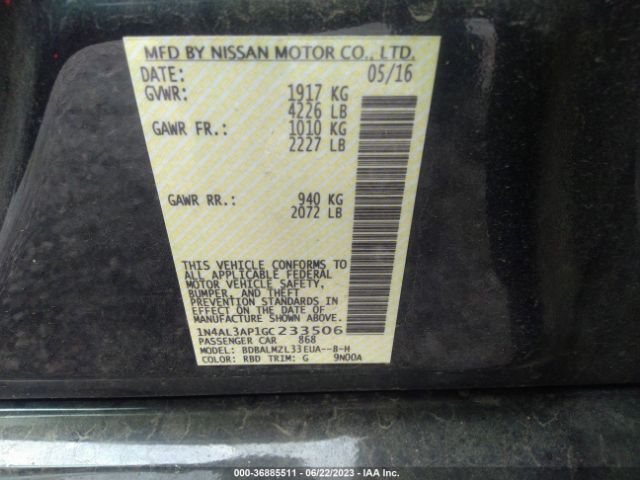 MFD BY NISSAN MOTOR CO., LTD.
DATE: 05/16
GVWR: 1917 KG
4226 LB
GAWR FR.: 1010 KG
2227 LB
GAWR RR.: 940 KG
2072 LB
THIS VEHICLE CONFORMS TO
ALL APPLICABLE FEDERAL
MOTOR VEHICLE SAFETY,
BUMPER, AND THEFT
PREVENTION STANDARDS
IN EFFECT ON THE DATE OF
MANUFACTURE SHOWN ABOVE.
1N4AL3AP1GC233506
PASSENGER CAR 868
MODEL: BDBALMZL33EUA--B-H
COLOR: RBD TRIM: G 9N00A
000-36885511 - 06/22/2023 - IAA Inc.